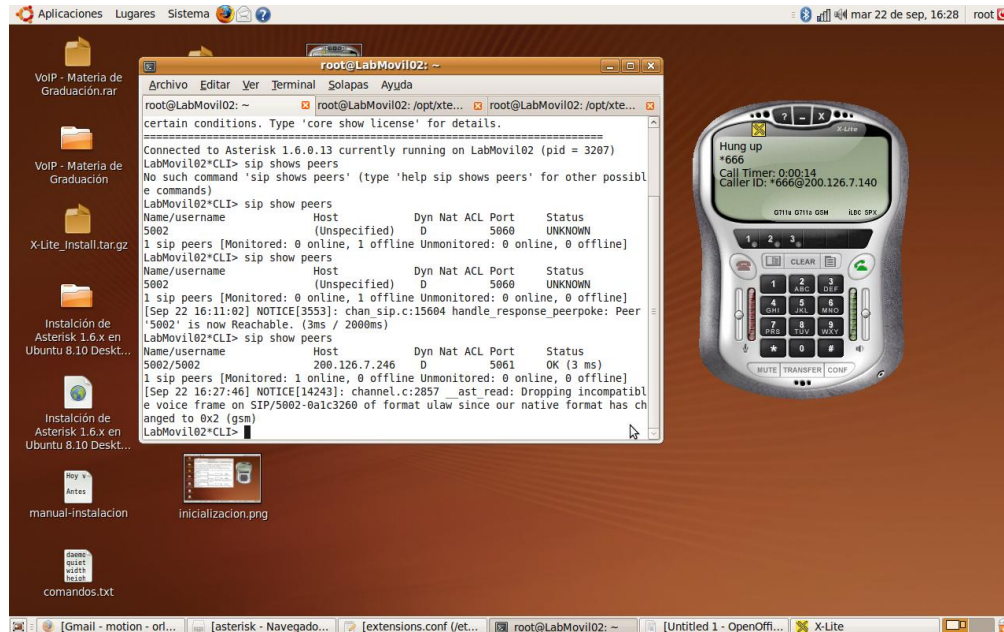 Aplicaciones Lugares Sistema mar 22 de sep, 16:28 root
VoIP - Materia de
Graduación.rar
VoIP - Materia de
Graduación
X-Lite_Install.tar.gz
Instalción de
Asterisk 1.6.x en
Ubuntu 8.10 Deskt...
Instalción de
Asterisk 1.6.x en
Ubuntu 8.10 Deskt...
Hoy v
Antes
manual-instalacion
daemo
quiet
width
heigh
comandos.txt
inicializacion.png
root@LabMovil02: ~
Archivo Editar Ver Terminal Solapas Ayuda
root@LabMovil02: ~ root@LabMovil02: /opt/xte... root@LabMovil02: /opt/xte...
certain conditions. Type 'core show license' for details.
=========================================================================
Connected to Asterisk 1.6.0.13 currently running on LabMovil02 (pid = 3207)
LabMovil02*CLI> sip shows peers
No such command 'sip shows peers' (type 'help sip shows peers' for other possibl
e commands)
LabMovil02*CLI> sip show peers
Name/username Host Dyn Nat ACL Port Status
5002 (Unspecified) D 5060 UNKNOWN
1 sip peers [Monitored: 0 online, 1 offline Unmonitored: 0 online, 0 offline]
LabMovil02*CLI> sip show peers
Name/username Host Dyn Nat ACL Port Status
5002 (Unspecified) D 5060 UNKNOWN
1 sip peers [Monitored: 0 online, 1 offline Unmonitored: 0 online, 0 offline]
[Sep 22 16:11:02] NOTICE[3553]: chan_sip.c:15604 handle_response_peerpoke: Peer
'5002' is now Reachable. (3ms / 2000ms)
LabMovil02*CLI> sip show peers
Name/username Host Dyn Nat ACL Port Status
5002/5002 200.126.7.246 D 5061 OK (3 ms)
1 sip peers [Monitored: 1 online, 0 offline Unmonitored: 0 online, 0 offline]
[Sep 22 16:27:46] NOTICE[14243]: channel.c:2857 __ast_read: Dropping incompatibl
e voice frame on SIP/5002-0a1c3260 of format ulaw since our native format has ch
anged to 0x2 (gsm)
LabMovil02*CLI>
? - X
X-Lite
Hung up
*666
Call Timer: 0:00:14
Caller ID: *666@200.126.7.140
G711u G711a GSM iLBC SPX
1 2 3
CLEAR
1 2 ABC 3 DEF
4 GHI 5 JKL 6 MNO
7 PRS 8 TUV 9 WXY
* 0 #
MUTE TRANSFER CONF
[Gmail - motion - orl... [asterisk - Navegado... [extensions.conf (/et... root@LabMovil02: ~ [Untitled 1 - OpenOffi... X-Lite